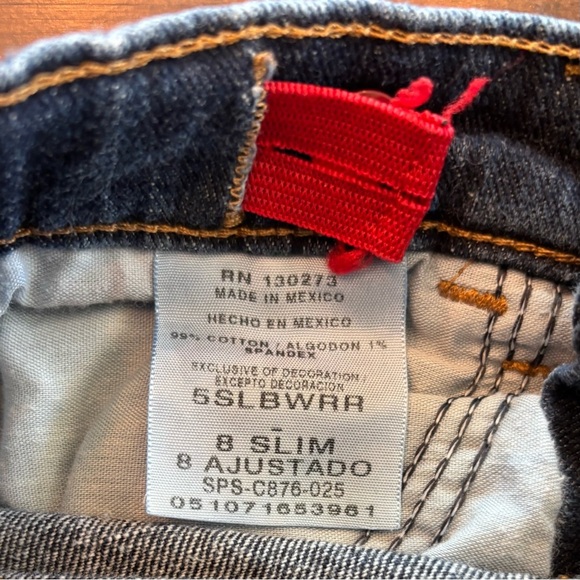 RN 130273
MADE IN MEXICO
HECHO EN MEXICO
99% COTTON / ALGODON 1%
SPANDEX
EXCLUSIVE OF DECORATION/
EXCEPTO DECORACION
5SLBWRR
-
8 SLIM
8 AJUSTADO
SPS-C876-025
051071653961